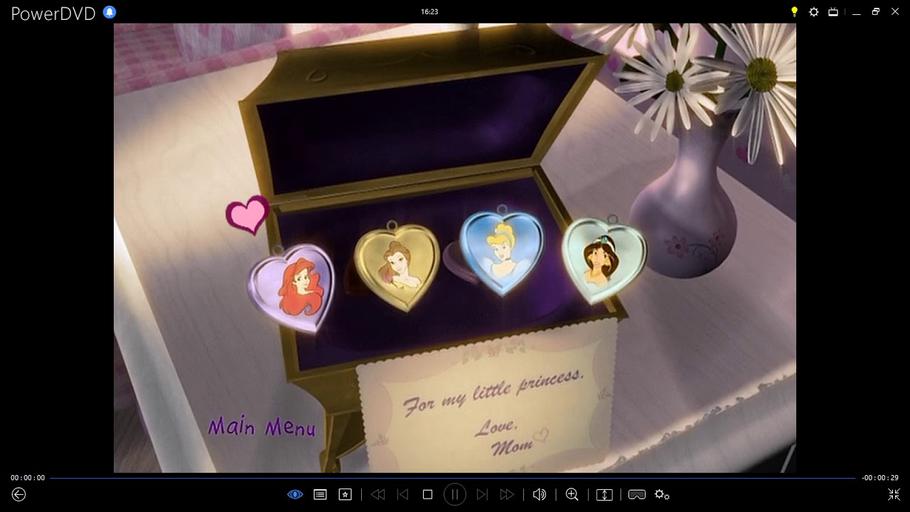 PowerDVD
16:23
For my little princess.
Love,
Mom
Main Menu
00:00:00
-00:00:29